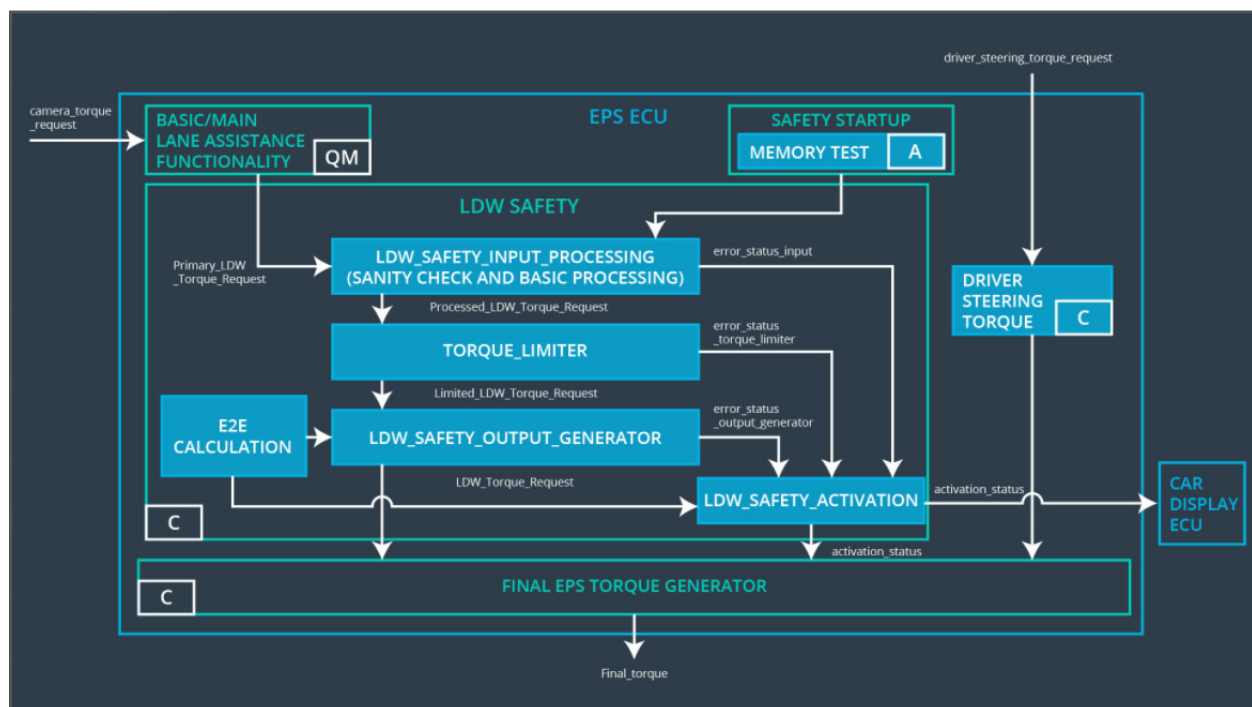 driver_steering_torque_request
camera_torque
_request
BASIC/MAIN
LANE ASSISTANCE
FUNCTIONALITY
QM
EPS ECU
SAFETY STARTUP
MEMORY TEST
A
LDW SAFETY
Primary_LDW
_Torque_Request
LDW_SAFETY_INPUT_PROCESSING
(SANITY CHECK AND BASIC PROCESSING)
error_status_input
DRIVER
STEERING
TORQUE
C
Processed_LDW_Torque_Request
TORQUE_LIMITER
error_status
_torque_limiter
Limited_LDW_Torque_Request
E2E
CALCULATION
LDW_SAFETY_OUTPUT_GENERATOR
error_status
_output_generator
LDW_Torque_Request
LDW_SAFETY_ACTIVATION
activation_status
CAR
DISPLAY
ECU
C
activation_status
C
FINAL EPS TORQUE GENERATOR
Final_torque